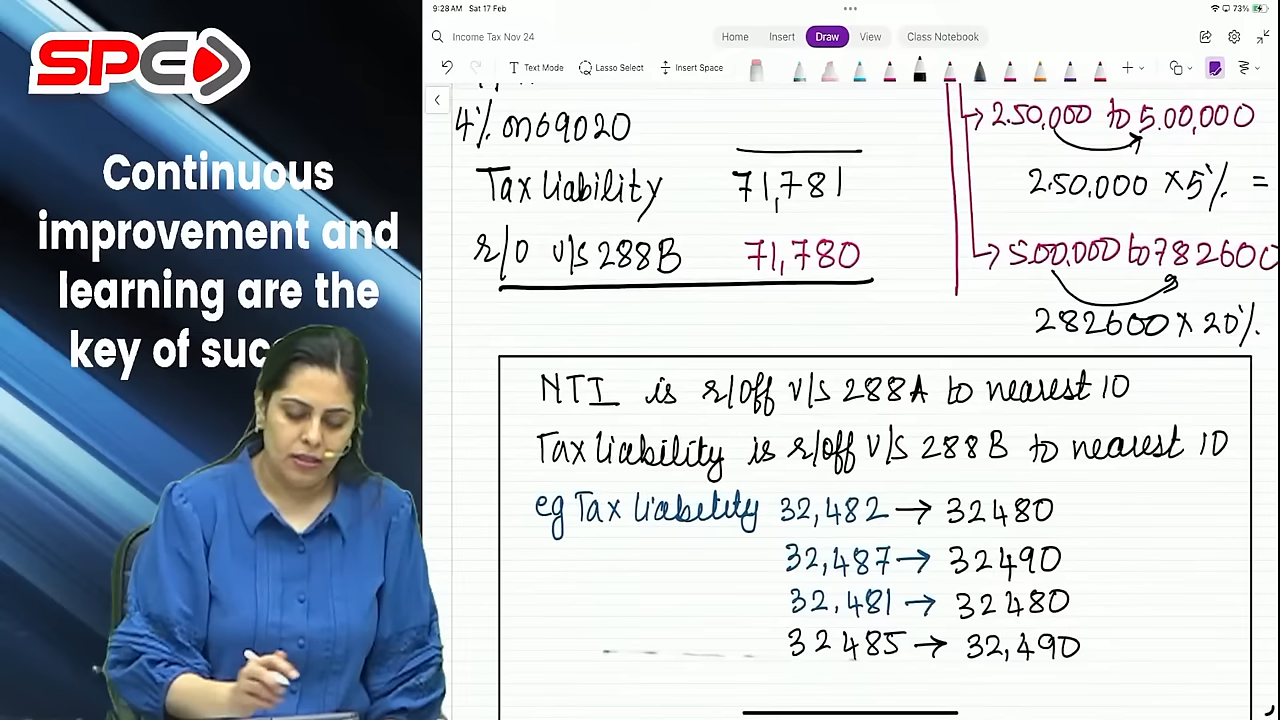 SPC
Continuous
improvement and
learning are the
key of suc
9:28 AM Sat 17 Feb
73%
Income Tax Nov 24
Home Insert Draw View Class Notebook
Text Mode Lasso Select Insert Space
4% on 69020
Tax liability 71,781
r/o v/s 288B 71,780
2.50,000 to 5.00,000
2.50,000 x 5% =
5,00,000 to 782600
282600 x 20%.
NTI is r/off v/s 288A to nearest 10
Tax liability is r/off v/s 288B to nearest 10
eg Tax liability 32,482 → 32480
32,487 → 32490
32,481 → 32480
32485 → 32,490